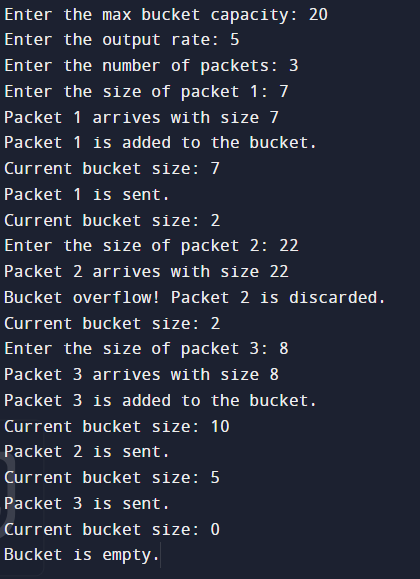 Enter the max bucket capacity: 20
Enter the output rate: 5
Enter the number of packets: 3
Enter the size of packet 1: 7
Packet 1 arrives with size 7
Packet 1 is added to the bucket.
Current bucket size: 7
Packet 1 is sent.
Current bucket size: 2
Enter the size of packet 2: 22
Packet 2 arrives with size 22
Bucket overflow! Packet 2 is discarded.
Current bucket size: 2
Enter the size of packet 3: 8
Packet 3 arrives with size 8
Packet 3 is added to the bucket.
Current bucket size: 10
Packet 2 is sent.
Current bucket size: 5
Packet 3 is sent.
Current bucket size: 0
Bucket is empty.